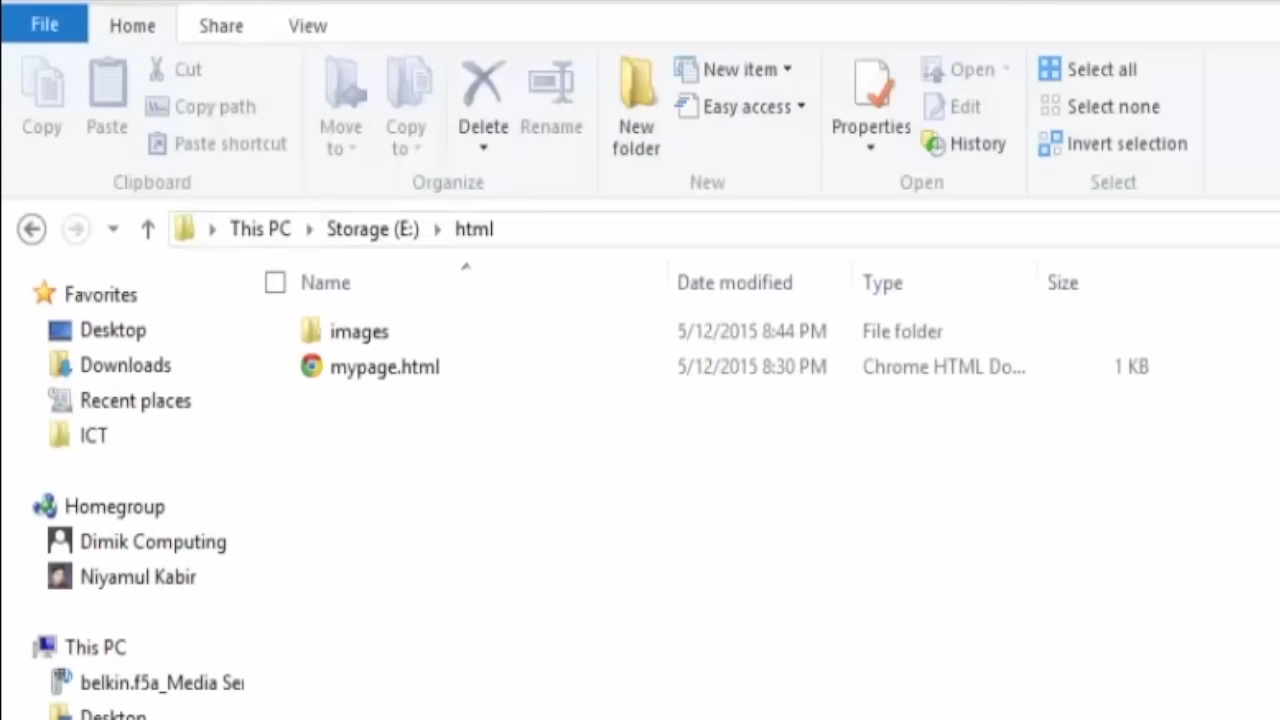 File Home Share View
Cut
New item Open Select all
Copy path Easy access Edit Select none
Copy Paste Move Copy Delete Rename New Properties
Paste shortcut to to folder History Invert selection
Clipboard Organize New Open Select
This PC Storage (E:) html
Name Date modified Type Size
Favorites
Desktop images 5/12/2015 8:44 PM File folder
Downloads mypage.html 5/12/2015 8:30 PM Chrome HTML Do... 1 KB
Recent places
ICT
Homegroup
Dimik Computing
Niyamul Kabir
This PC
belkin.f5a_Media Ser
Desktop